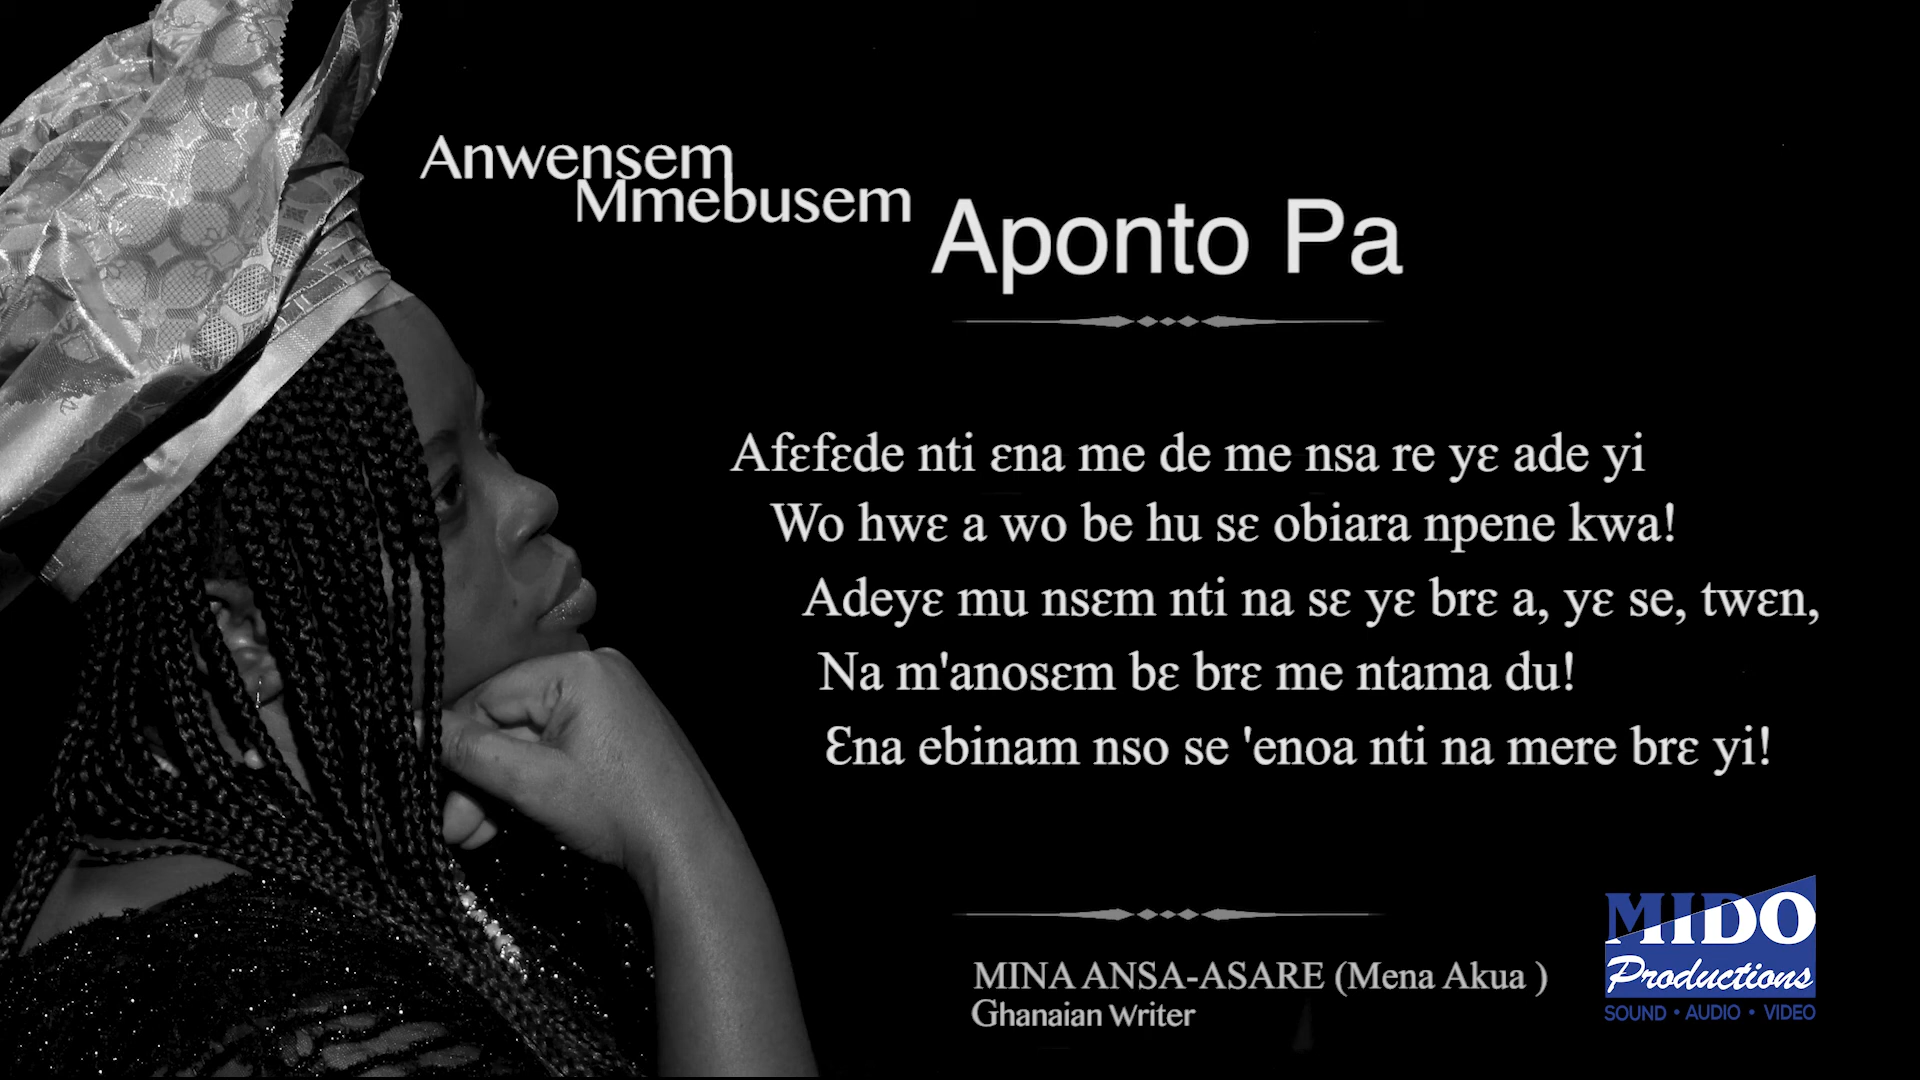 Anwensem
Mmebusem
Aponto Pa
Afɛfɛde nti ɛna me de me nsa re yɛ ade yi
Wo hwɛ a wo be hu sɛ obiara npene kwa!
Adeyɛ mu nsɛm nti na sɛ yɛ brɛ a, yɛ se, twɛn,
Na m'anosɛm bɛ brɛ me ntama du!
Ɛna ebinam nso se 'enoa nti na mere brɛ yi!
MINA ANSA-ASARE (Mena Akua )
Ghanaian Writer
MIDO
Productions
SOUND • AUDIO • VIDEO